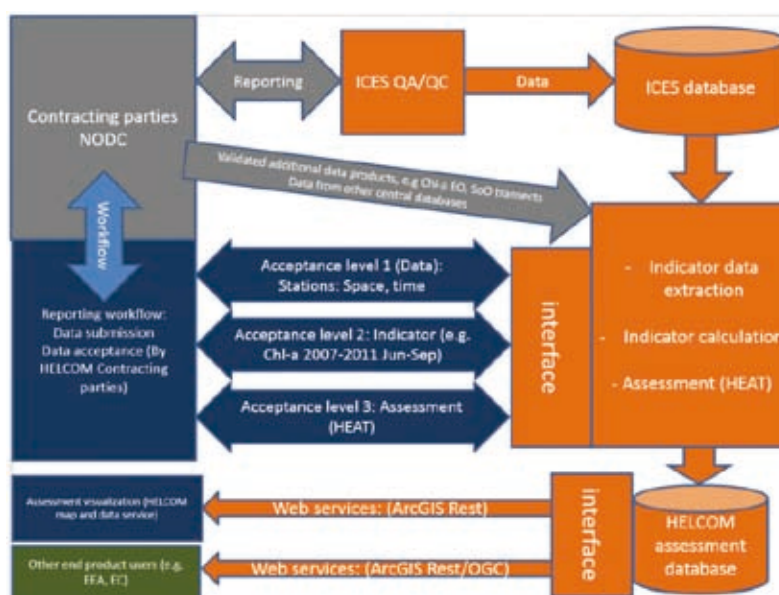 Contracting parties
NODC
Reporting
ICES QA/QC
Data
ICES database
Validated additional data products, e.g Chl-a EO, SoO transects
Data from other central databases
Workflow
Reporting workflow:
Data submission
Data acceptance (By
HELCOM Contracting
parties)
Acceptance level 1 (Data):
Stations: Space, time
Acceptance level 2: Indicator (e.g.
Chl-a 2007-2011 Jun-Sep)
Acceptance level 3: Assessment
(HEAT)
interface
- Indicator data
extraction
- Indicator calculation
- Assessment (HEAT)
Assessment visualization (HELCOM
map and data service)
Web services: (ArcGIS Rest)
Other end product users (e.g.
EEA, EC)
Web services: (ArcGIS Rest/OGC)
interface
HELCOM
assessment
database